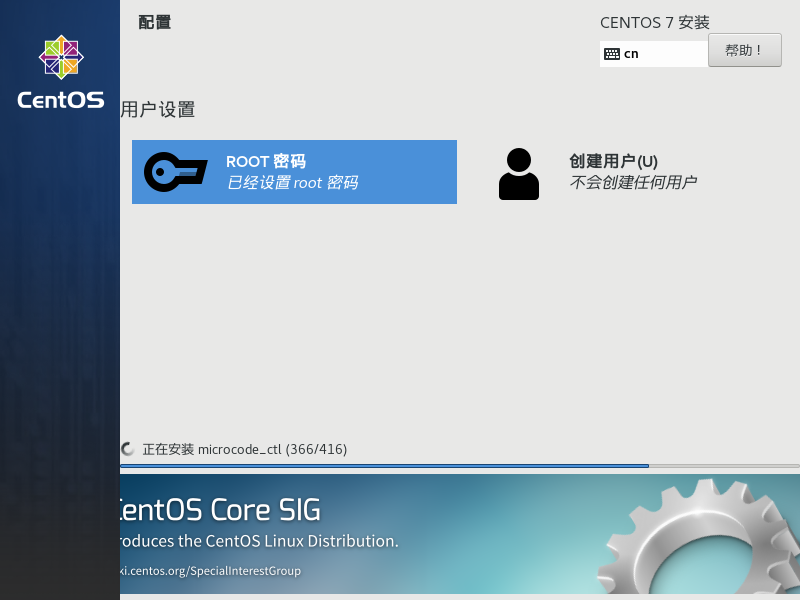 配置
CENTOS 7 安装
cn
帮助！
CentOS
用户设置
ROOT 密码
已经设置 root 密码
创建用户(U)
不会创建任何用户
正在安装 microcode_ctl (366/416)
CentOS Core SIG
roduces the CentOS Linux Distribution.
ki.centos.org/SpecialInterestGroup